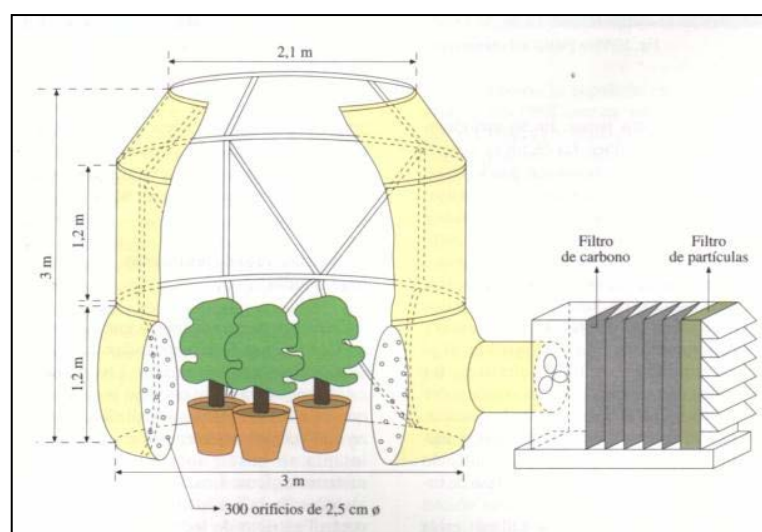 2,1 m
3 m
1,2 m
1,2 m
Filtro
de carbono
Filtro
de partículas
3 m
300 orificios de 2,5 cm ø